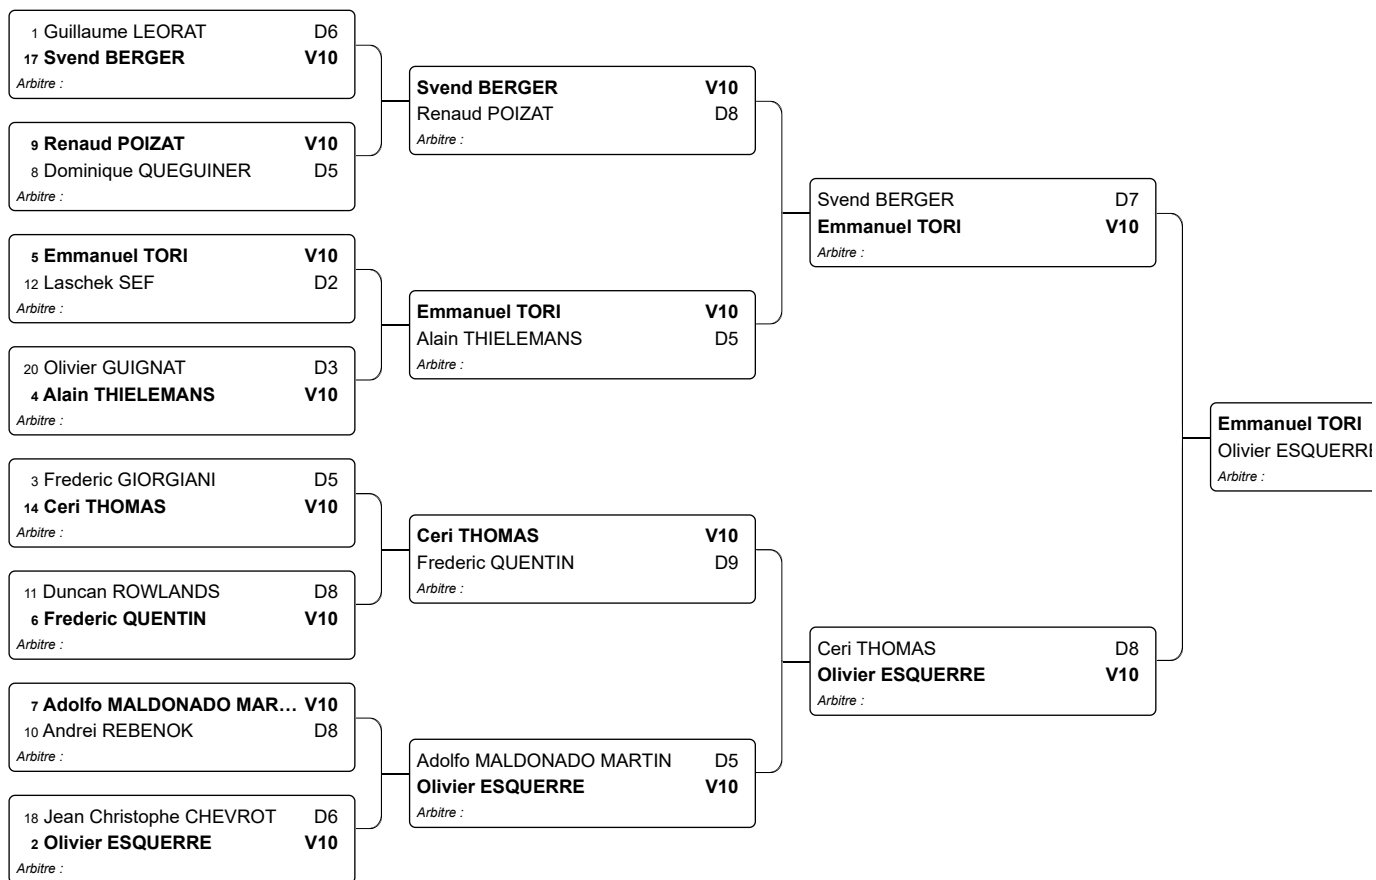 1 Guillaume LEORAT D6
17 Svend BERGER V10
Arbitre :
9 Renaud POIZAT V10
8 Dominique QUEGUINER D5
Arbitre :
5 Emmanuel TORI V10
12 Laschek SEF D2
Arbitre :
20 Olivier GUIGNAT D3
4 Alain THIELEMANS V10
Arbitre :
3 Frederic GIORGIANI D5
14 Ceri THOMAS V10
Arbitre :
11 Duncan ROWLANDS D8
6 Frederic QUENTIN V10
Arbitre :
7 Adolfo MALDONADO MAR... V10
10 Andrei REBENOK D8
Arbitre :
18 Jean Christophe CHEVROT D6
2 Olivier ESQUERRE V10
Arbitre :
Svend BERGER V10
Renaud POIZAT D8
Arbitre :
Emmanuel TORI V10
Alain THIELEMANS D5
Arbitre :
Ceri THOMAS V10
Frederic QUENTIN D9
Arbitre :
Adolfo MALDONADO MARTIN D5
Olivier ESQUERRE V10
Arbitre :
Svend BERGER D7
Emmanuel TORI V10
Arbitre :
Ceri THOMAS D8
Olivier ESQUERRE V10
Arbitre :
Emmanuel TORI
Olivier ESQUERRE
Arbitre :